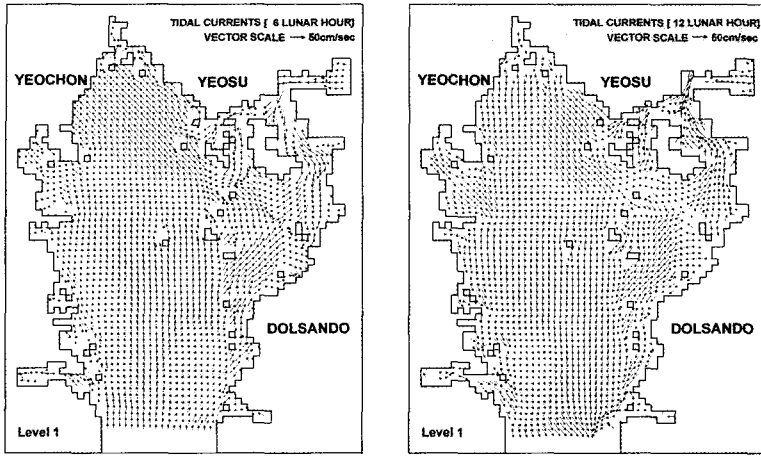 TIDAL CURRENTS [ 6 LUNAR HOUR]
VECTOR SCALE → 50cm/sec
YEOCHON
YEOSU
DOLSANDO
Level 1
TIDAL CURRENTS [ 12 LUNAR HOUR]
VECTOR SCALE → 50cm/sec
YEOCHON
YEOSU
DOLSANDO
Level 1